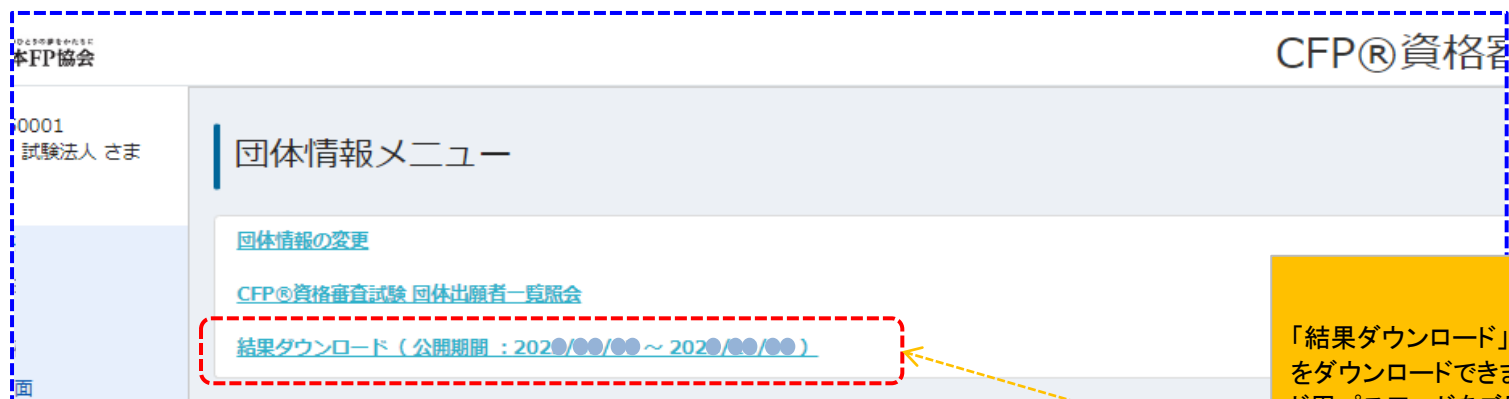 本FP協会
CFP®資格
0001
試験法人 さま
団体情報メニュー
団体情報の変更
CFP®資格審査試験 団体出願者一覧照会
結果ダウンロード（ 公開期間 ：202●/●●/●● ～ 202●/●●/●● ）
「結果ダウンロード」
をダウンロードできま
面